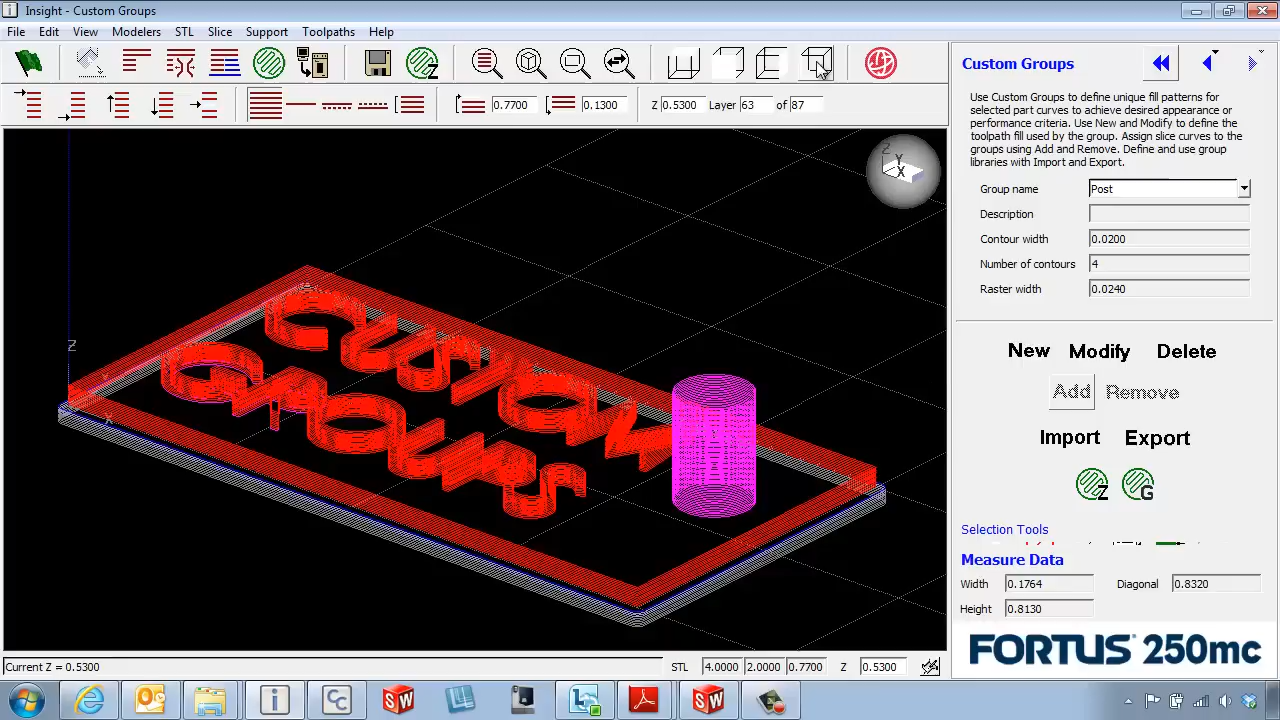 Insight - Custom Groups
File Edit View Modelers STL Slice Support Toolpaths Help
0.7700 0.1300 Z 0.5300 Layer 63 of 87
Z
Z
Y
X
Z
X
CUSTOM
GROUPS
Custom Groups
Use Custom Groups to define unique fill patterns for
selected part curves to achieve desired appearance or
performance criteria. Use New and Modify to define the
toolpath fill used by the group. Assign slice curves to the
groups using Add and Remove. Define and use group
libraries with Import and Export.
Group name Post
Description
Contour width 0.0200
Number of contours 4
Raster width 0.0240
New Modify Delete
Add Remove
Import Export
Z G
Selection Tools
Measure Data
Width 0.1764 Diagonal 0.8320
Height 0.8130
FORTUS 250mc
Current Z = 0.5300 STL 4.0000 2.0000 0.7700 Z 0.5300